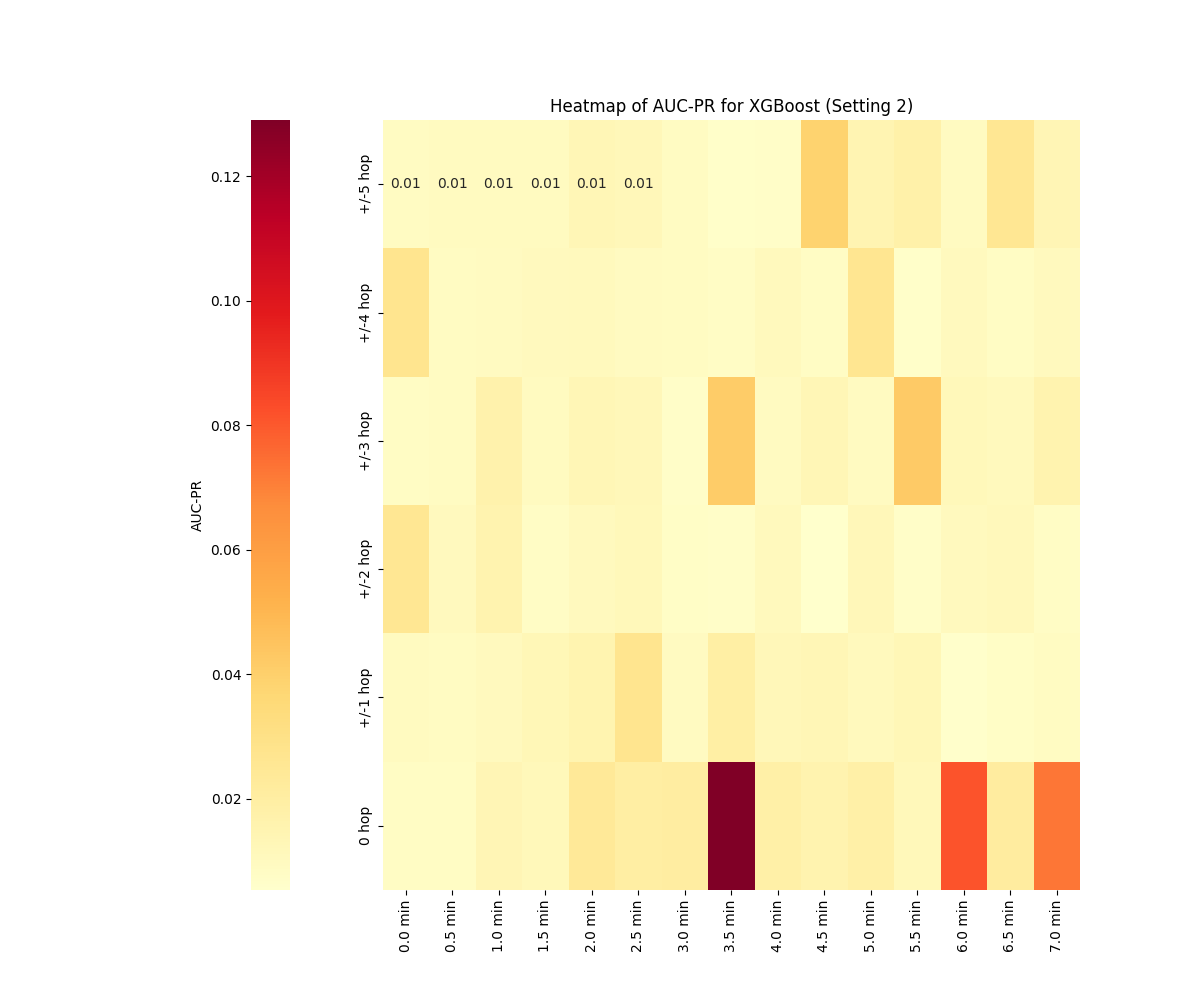 Heatmap of AUC-PR for XGBoost (Setting 2)
0.12
0.10
0.08
0.06
0.04
0.02
AUC-PR
+/-5 hop
+/-4 hop
+/-3 hop
+/-2 hop
+/-1 hop
0 hop
0.01 0.01 0.01 0.01 0.01 0.01
0.0 min 0.5 min 1.0 min 1.5 min 2.0 min 2.5 min 3.0 min 3.5 min 4.0 min 4.5 min 5.0 min 5.5 min 6.0 min 6.5 min 7.0 min